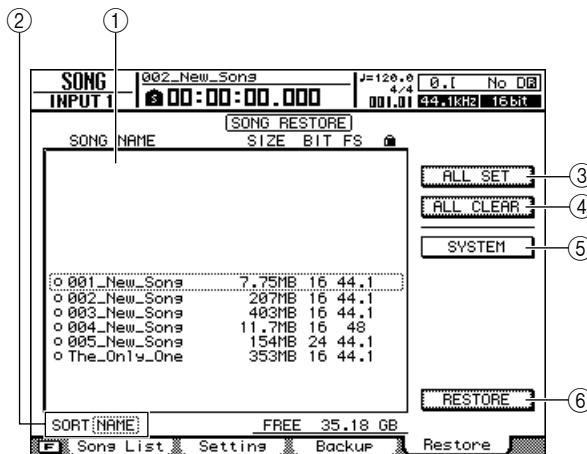 ② ①
SONG 002_New_Song ♩=120.0 0.[ No DB
4/4
INPUT 1 S 00:00:00.000 001.01 44.1kHz 16bit
SONG RESTORE
SONG NAME SIZE BIT FS
ALL SET ③
ALL CLEAR ④
SYSTEM ⑤
001_New_Song 7.75MB 16 44.1
002_New_Song 207MB 16 44.1
003_New_Song 403MB 16 44.1
004_New_Song 11.7MB 16 48
005_New_Song 154MB 24 44.1
The_Only_One 353MB 16 44.1
RESTORE ⑥
SORT NAME FREE 35.18 GB
F Song List Setting Backup Restore